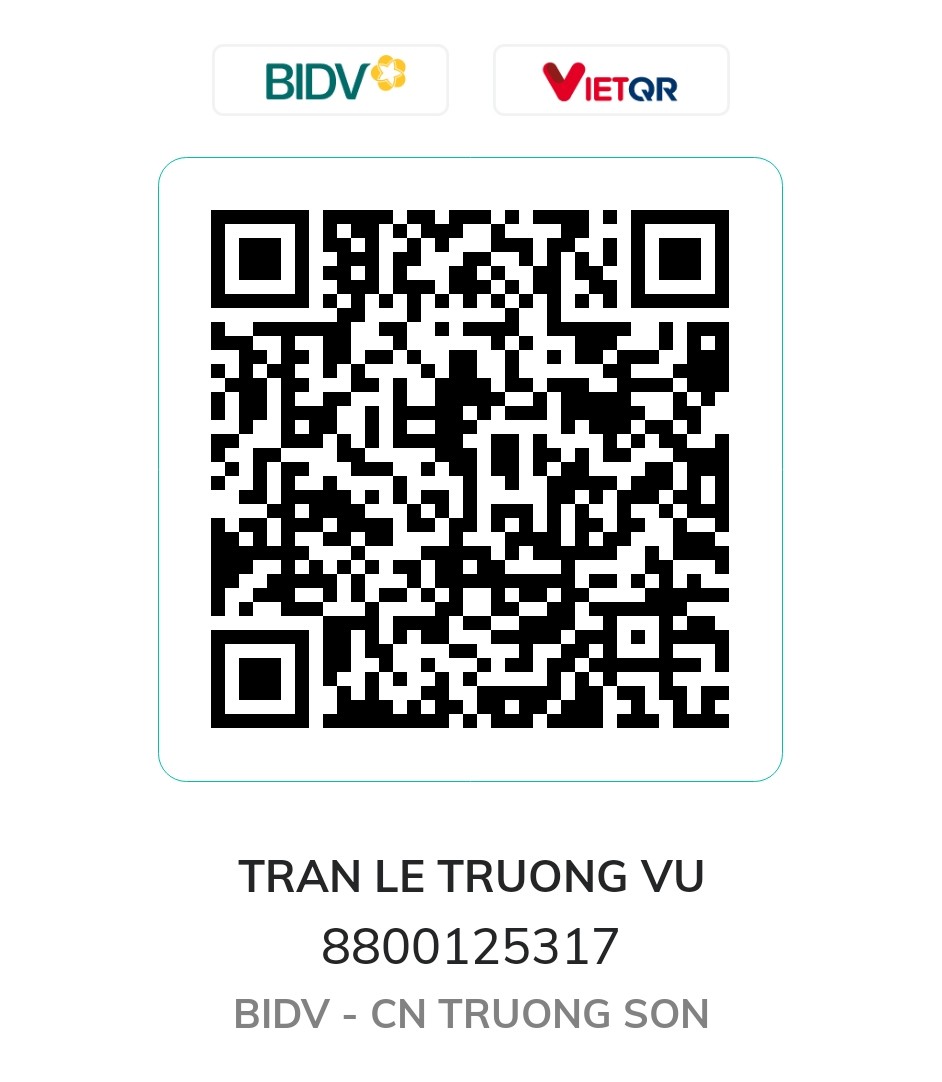 BIDV
VIETQR
TRAN LE TRUONG VU
8800125317
BIDV - CN TRUONG SON